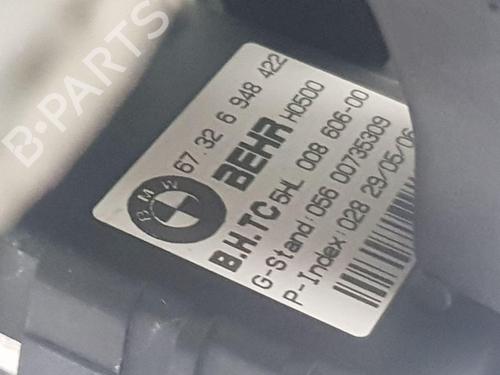 B-PARTS
BMW
67.32 6 948 422
BEHR H0500
B.H.TC 5HL 008 606-00
G-Stand:056 00735309
P-Index:028 29/05/06